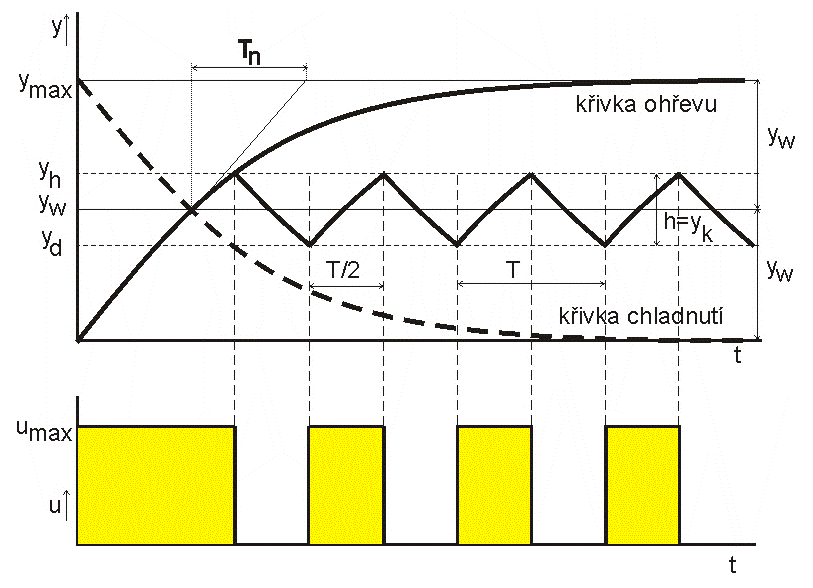 y
Tn
ymax
křivka ohřevu
yw
yh
yw
h=yk
yd
T/2
T
yw
křivka chladnutí
t
umax
u
t